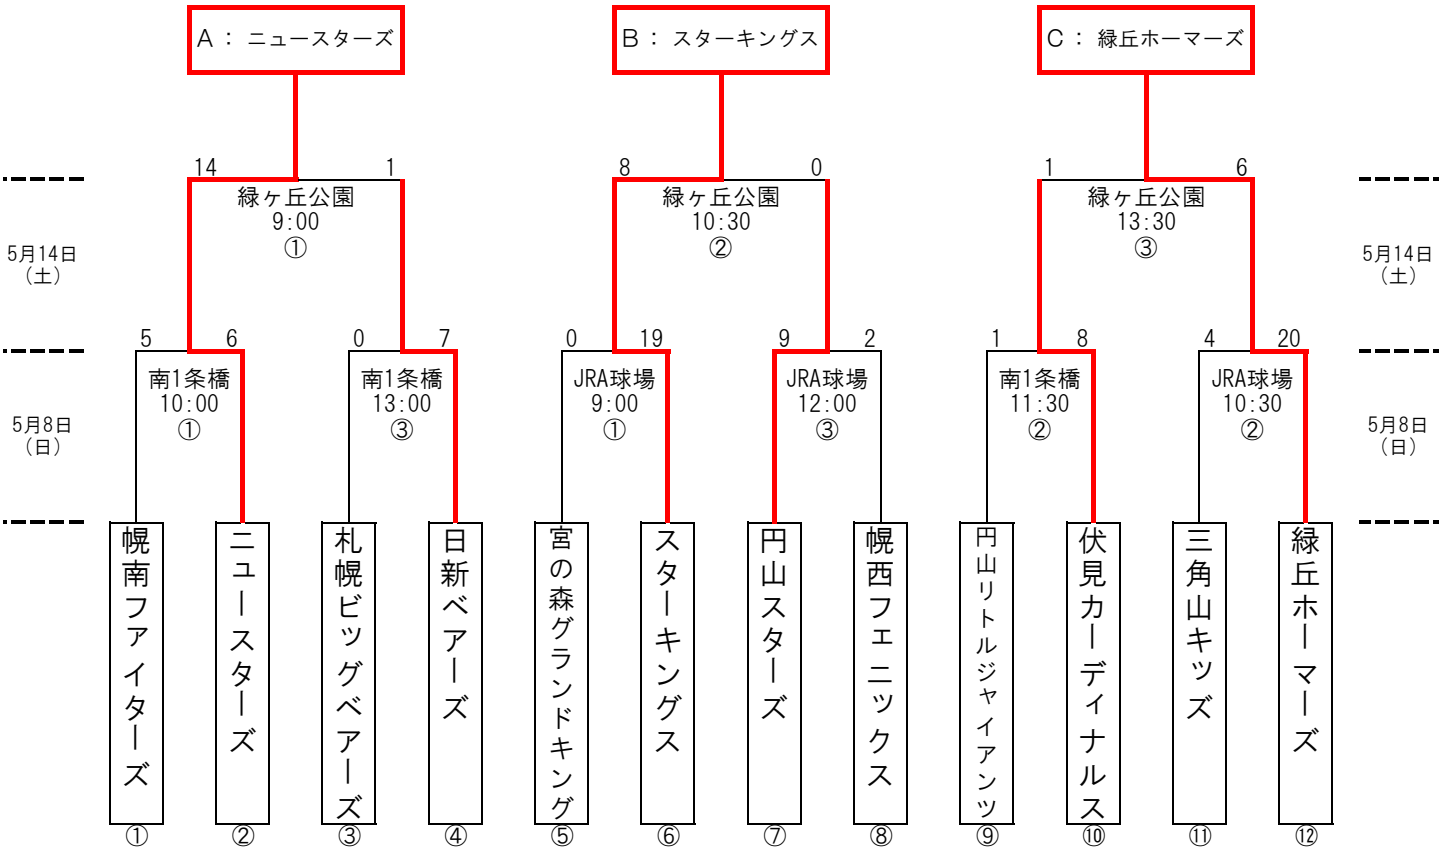 A： ニュースターズ
B： スターキングス
C： 緑丘ホーマーズ
14 1
8 0
1 6
緑ヶ丘公園
9:00
①
緑ヶ丘公園
10:30
②
緑ヶ丘公園
13:30
③
5月14日
（土）
5月14日
（土）
5 6
0 7
0 19
9 2
1 8
4 20
南1条橋
10:00
①
南1条橋
13:00
③
JRA球場
9:00
①
JRA球場
12:00
③
南1条橋
11:30
②
JRA球場
10:30
②
5月8日
（日）
5月8日
（日）
幌南ファイターズ
ニュースターズ
札幌ビッグベアーズ
日新ベアーズ
宮の森グランドキング
スターキングス
円山スターズ
幌西フェニックス
円山リトルジャイアンツ
伏見カーディナルス
三角山キッズ
緑丘ホーマーズ
① ② ③ ④ ⑤ ⑥ ⑦ ⑧ ⑨ ⑩ ⑪ ⑫